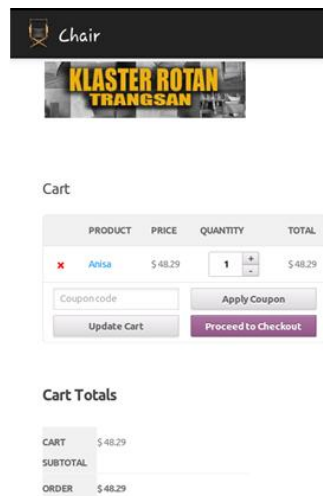 Chair
KLASTER ROTAN
TRANGSAN
Cart
PRODUCT PRICE QUANTITY TOTAL
× Anisa $48.29 1 + - $48.29
Coupon code Apply Coupon
Update Cart Proceed to Checkout
Cart Totals
CART SUBTOTAL $48.29
ORDER $48.29